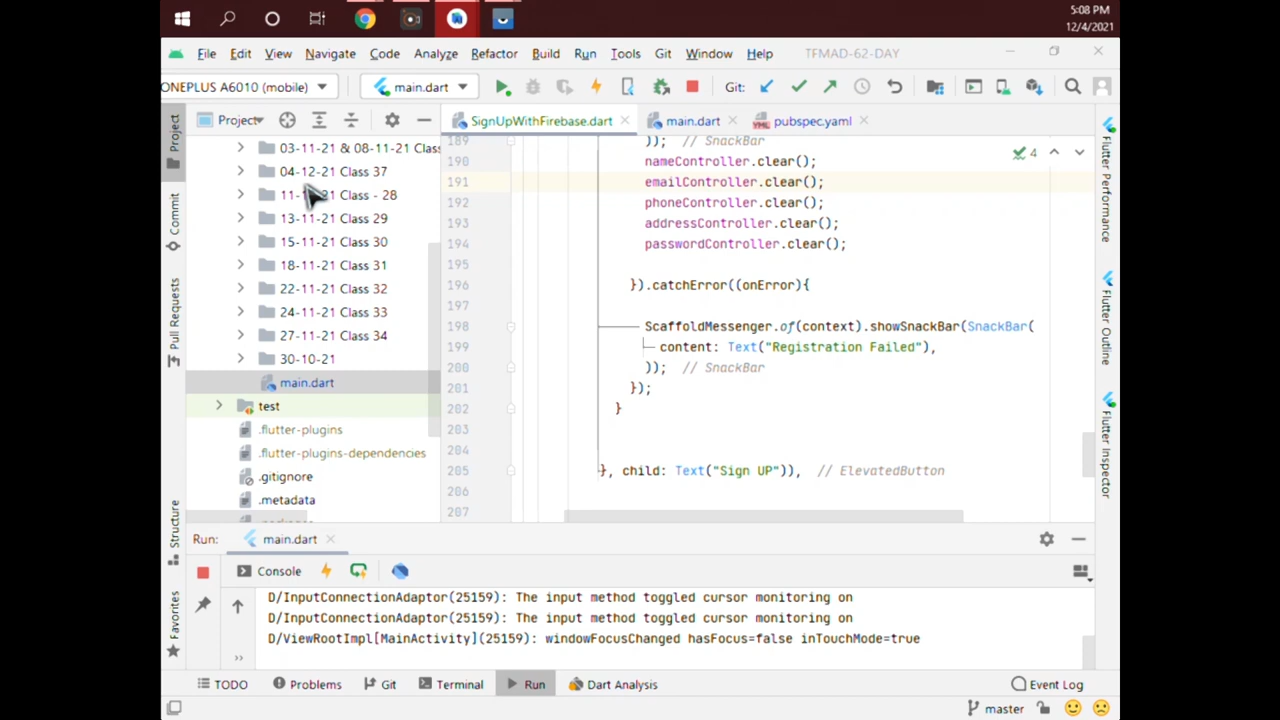 5:08 PM
12/4/2021
File Edit View Navigate Code Analyze Refactor Build Run Tools Git Window Help TFMAD-62-DAY
ONEPLUS A6010 (mobile) main.dart Git:
Project SignUpWithFirebase.dart main.dart pubspec.yaml
Project
Commit
Pull Requests
Structure
Favorites
03-11-21 & 08-11-21 Class
04-12-21 Class 37
Class - 28
13-11-21 Class 29
15-11-21 Class 30
18-11-21 Class 31
22-11-21 Class 32
24-11-21 Class 33
27-11-21 Class 34
30-10-21
main.dart
test
.flutter-plugins
.flutter-plugins-dependencies
.gitignore
.metadata
4
189 )); // SnackBar
190 nameController.clear();
191 emailController.clear();
192 phoneController.clear();
193 addressController.clear();
194 passwordController.clear();
195
196 }).catchError((onError){
197
198 ScaffoldMessenger.of(context).showSnackBar(SnackBar(
199 content: Text("Registration Failed"),
200 )); // SnackBar
201 });
202 }
203
204
205 }, child: Text("Sign UP")), // ElevatedButton
206
207
Flutter Performance
Flutter Outline
Flutter Inspector
Run: main.dart
Console
D/InputConnectionAdaptor(25159): The input method toggled cursor monitoring on
D/InputConnectionAdaptor(25159): The input method toggled cursor monitoring on
D/ViewRootImpl[MainActivity](25159): windowFocusChanged hasFocus=false inTouchMode=true
TODO Problems Git Terminal Run Dart Analysis Event Log
master